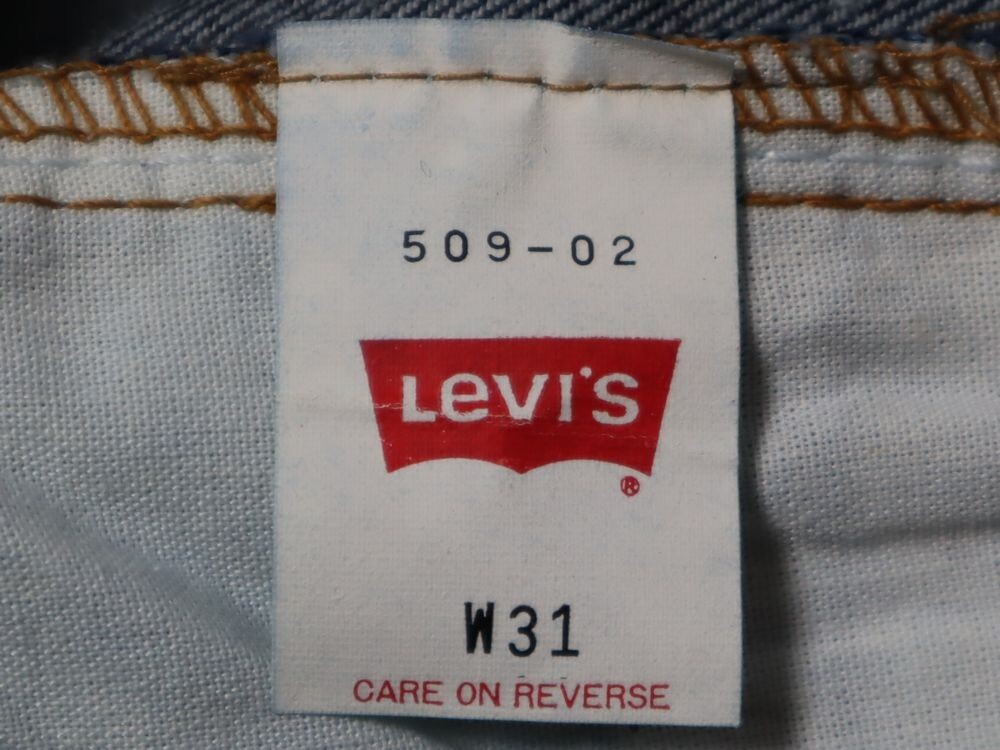 509-02
LeVI'S
®
W31
CARE ON REVERSE